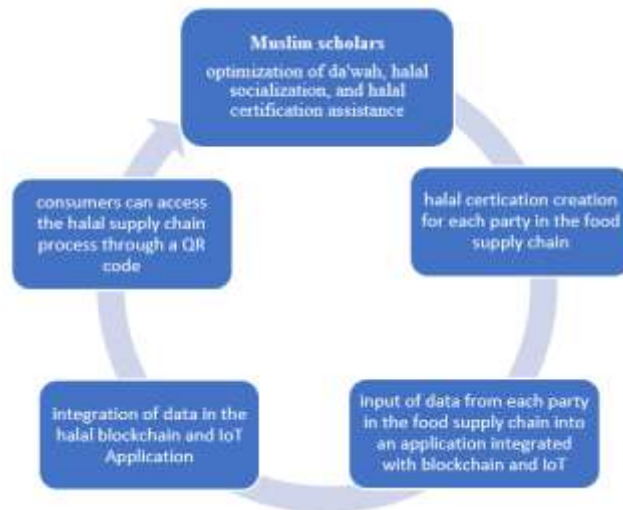 Muslim scholars
optimization of da'wah, halal
socialization, and halal
certification assistance
halal certication creation
for each party in the food
supply chain
input of data from each party
in the food supply chain into
an application integrated
with blockchain and IoT
integration of data in the
halal blockchain and IoT
Application
consumers can access
the halal supply chain
process through a QR
code